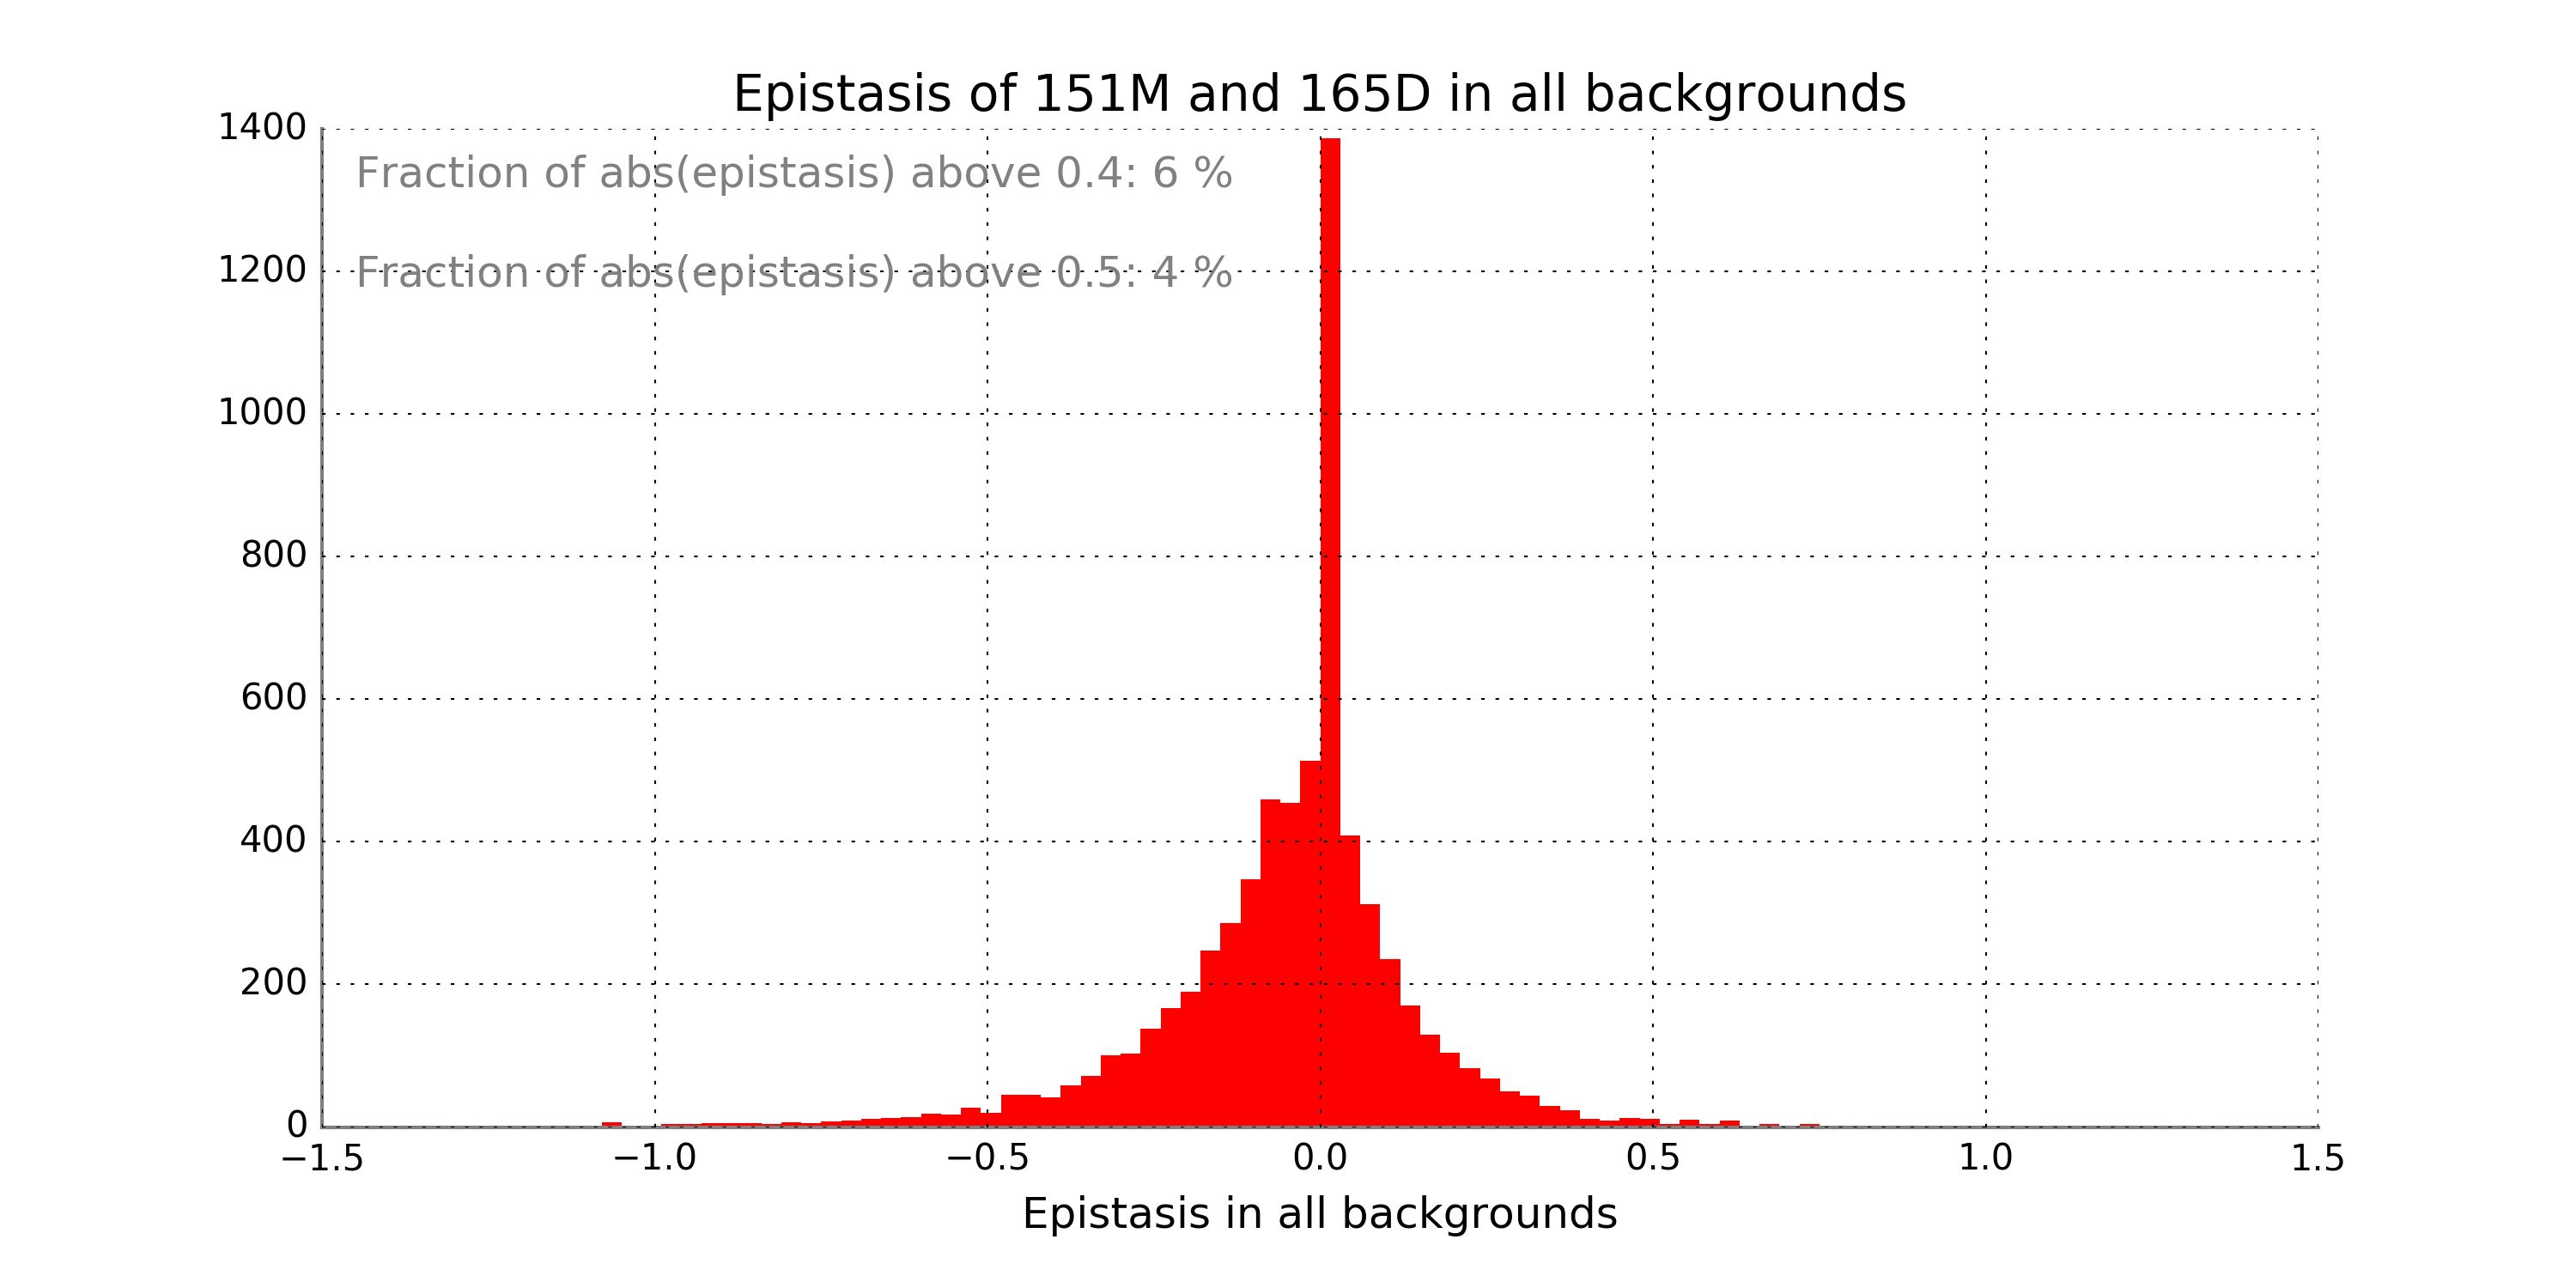 Epistasis of 151M and 165D in all backgrounds
1400
Fraction of abs(epistasis) above 0.4: 6 %
1200
Fraction of abs(epistasis) above 0.5: 4 %
1000
800
600
400
200
0
−1.5 −1.0 −0.5 0.0 0.5 1.0 1.5
Epistasis in all backgrounds